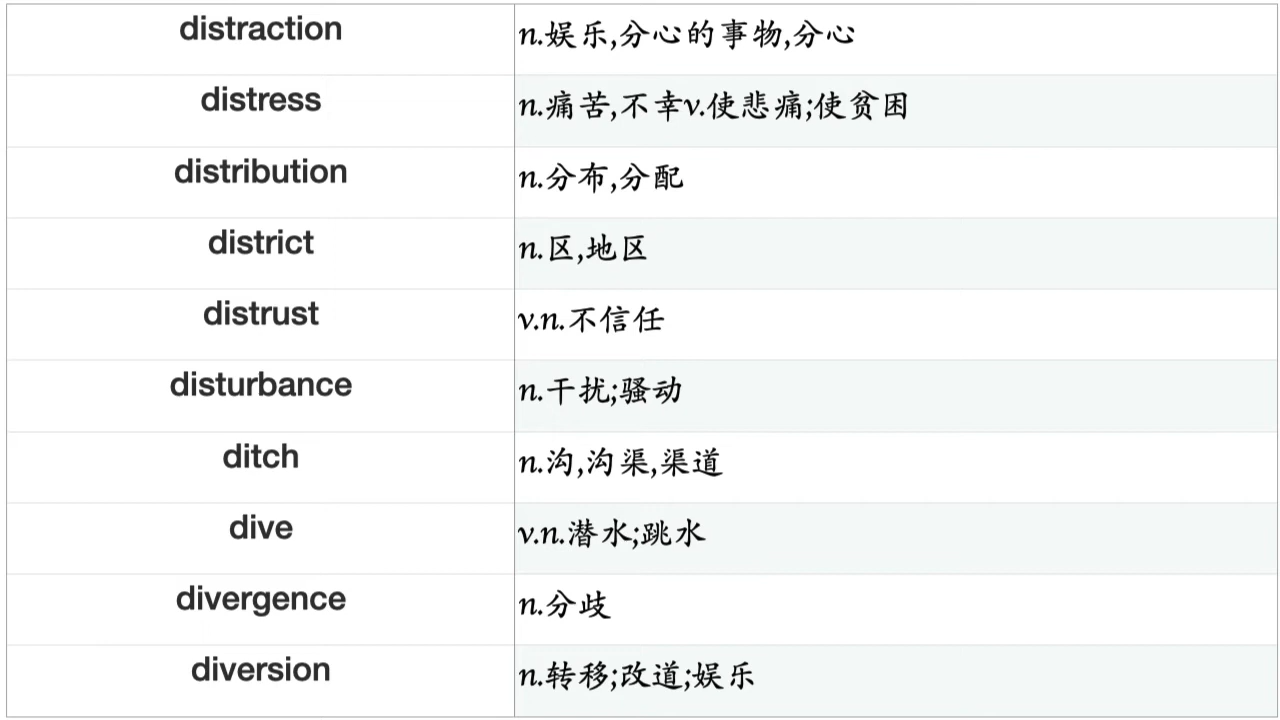 distraction n.娱乐,分心的事物,分心
distress n.痛苦,不幸v.使悲痛;使贫困
distribution n.分布,分配
district n.区,地区
distrust v.n.不信任
disturbance n.干扰;骚动
ditch n.沟,沟渠,渠道
dive v.n.潜水;跳水
divergence n.分歧
diversion n.转移;改道;娱乐